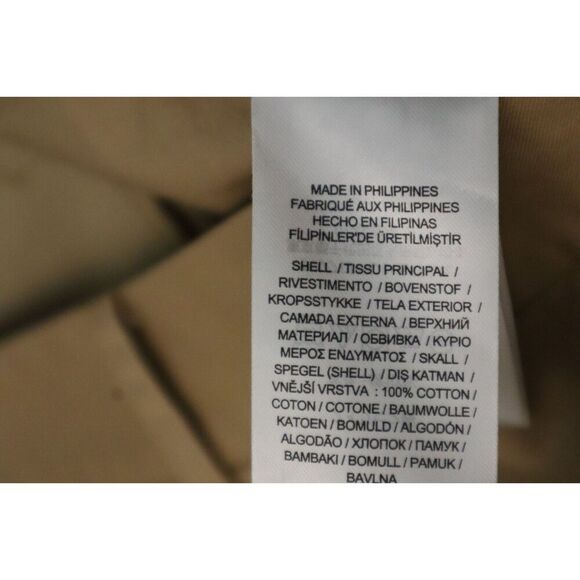 MADE IN PHILIPPINES
FABRIQUÉ AUX PHILIPPINES
HECHO EN FILIPINAS
FİLİPİNLER'DE ÜRETİLMİŞTİR
SHELL / TISSU PRINCIPAL /
RIVESTIMENTO / BOVENSTOF /
KROPSSTYKKE / TELA EXTERIOR /
CAMADA EXTERNA / ВЕРХНИЙ
МАТЕРИАЛ / ОБВИВКА / ΚΥΡΙΟ
ΜΕΡΟΣ ΕΝΔΥΜΑΤΟΣ / SKALL /
SPEGEL (SHELL) / DIŞ KATMAN /
VNĚJŠÍ VRSTVA : 100% COTTON /
COTON / COTONE / BAUMWOLLE /
KATOEN / BOMULD / ALGODÓN /
ALGODÃO / ХЛОПОК / ПАМУК /
ΒΑΜΒΑΚΙ / BOMULL / PAMUK /
BAVLNA